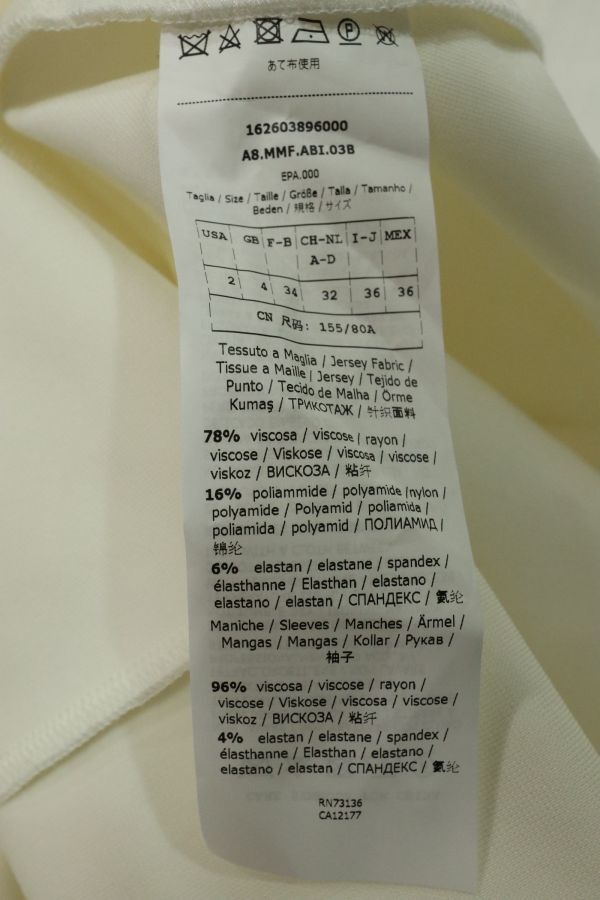 P
あて布使用
162603896000
A8.MMF.ABI.03B
EPA.000
Taglia / Size / Taille / Größe / Talla / Tamanho /
Beden / 規格 / サイズ
USA GB F-B CH-NL I-J MEX
A-D
2 4 34 32 36 36
CN 尺码: 155/80A
Tessuto a Maglia / Jersey Fabric /
Tissue a Maille / Jersey / Tejido de
Punto / Tecido de Malha / Örme
Kumaş / ТРИКОТАЖ / 针织面料
78% viscosa / viscose / rayon /
viscose / Viskose / viscosa / viscose /
viskoz / ВИСКОЗА / 粘纤
16% poliammide / polyamide /nylon /
polyamide / Polyamid / poliamida /
poliamida / polyamid / ПОЛИАМИД /
锦纶
6% elastan / elastane / spandex /
élasthanne / Elasthan / elastano /
elastano / elastan / СПАНДЕКС / 氨纶
Maniche / Sleeves / Manches / Ärmel /
Mangas / Mangas / Kollar / Рукав /
袖子
96% viscosa / viscose / rayon /
viscose / Viskose / viscosa / viscose /
viskoz / ВИСКОЗА / 粘纤
4% elastan / elastane / spandex /
élasthanne / Elasthan / elastano /
elastano / elastan / СПАНДЕКС / 氨纶
RN73136
CA12177